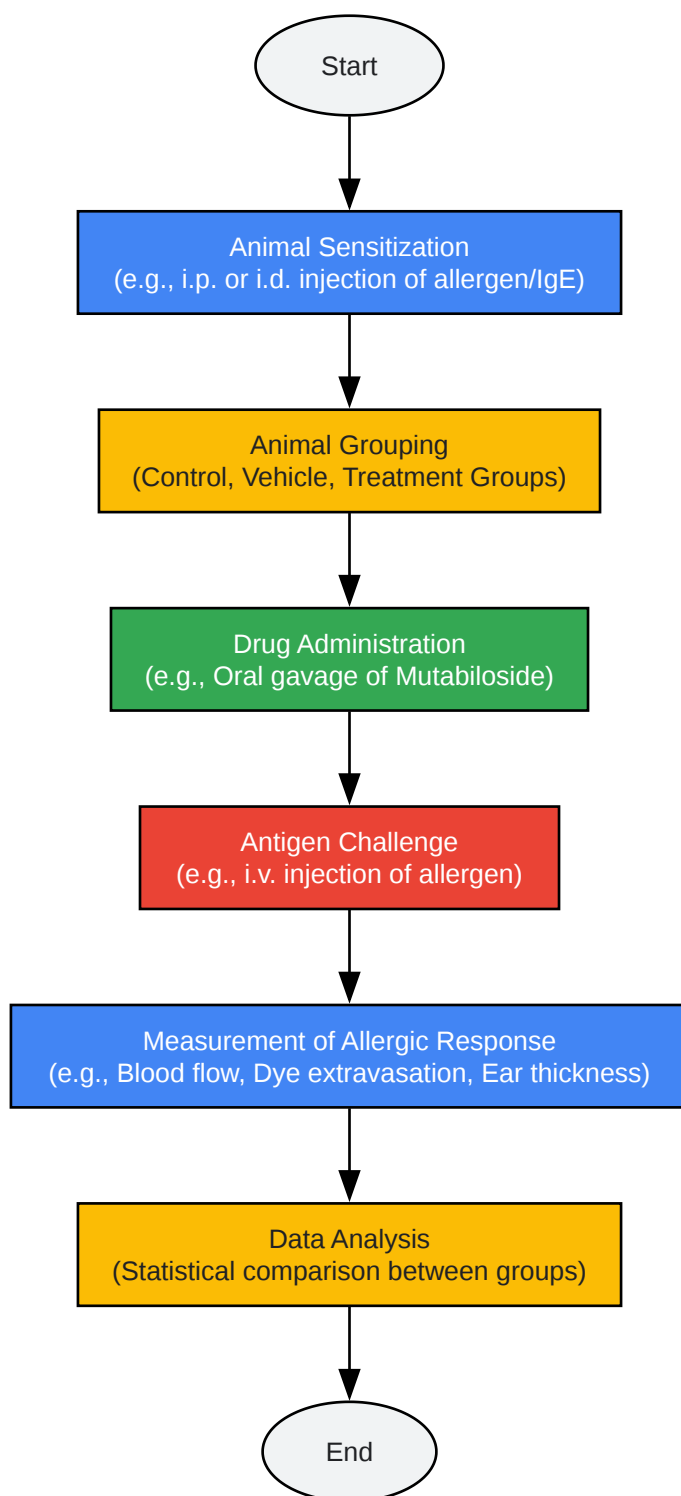 Start
Animal Sensitization
(e.g., i.p. or i.d. injection of allergen/IgE)
Animal Grouping
(Control, Vehicle, Treatment Groups)
Drug Administration
(e.g., Oral gavage of Mutabiloside)
Antigen Challenge
(e.g., i.v. injection of allergen)
Measurement of Allergic Response
(e.g., Blood flow, Dye extravasation, Ear thickness)
Data Analysis
(Statistical comparison between groups)
End